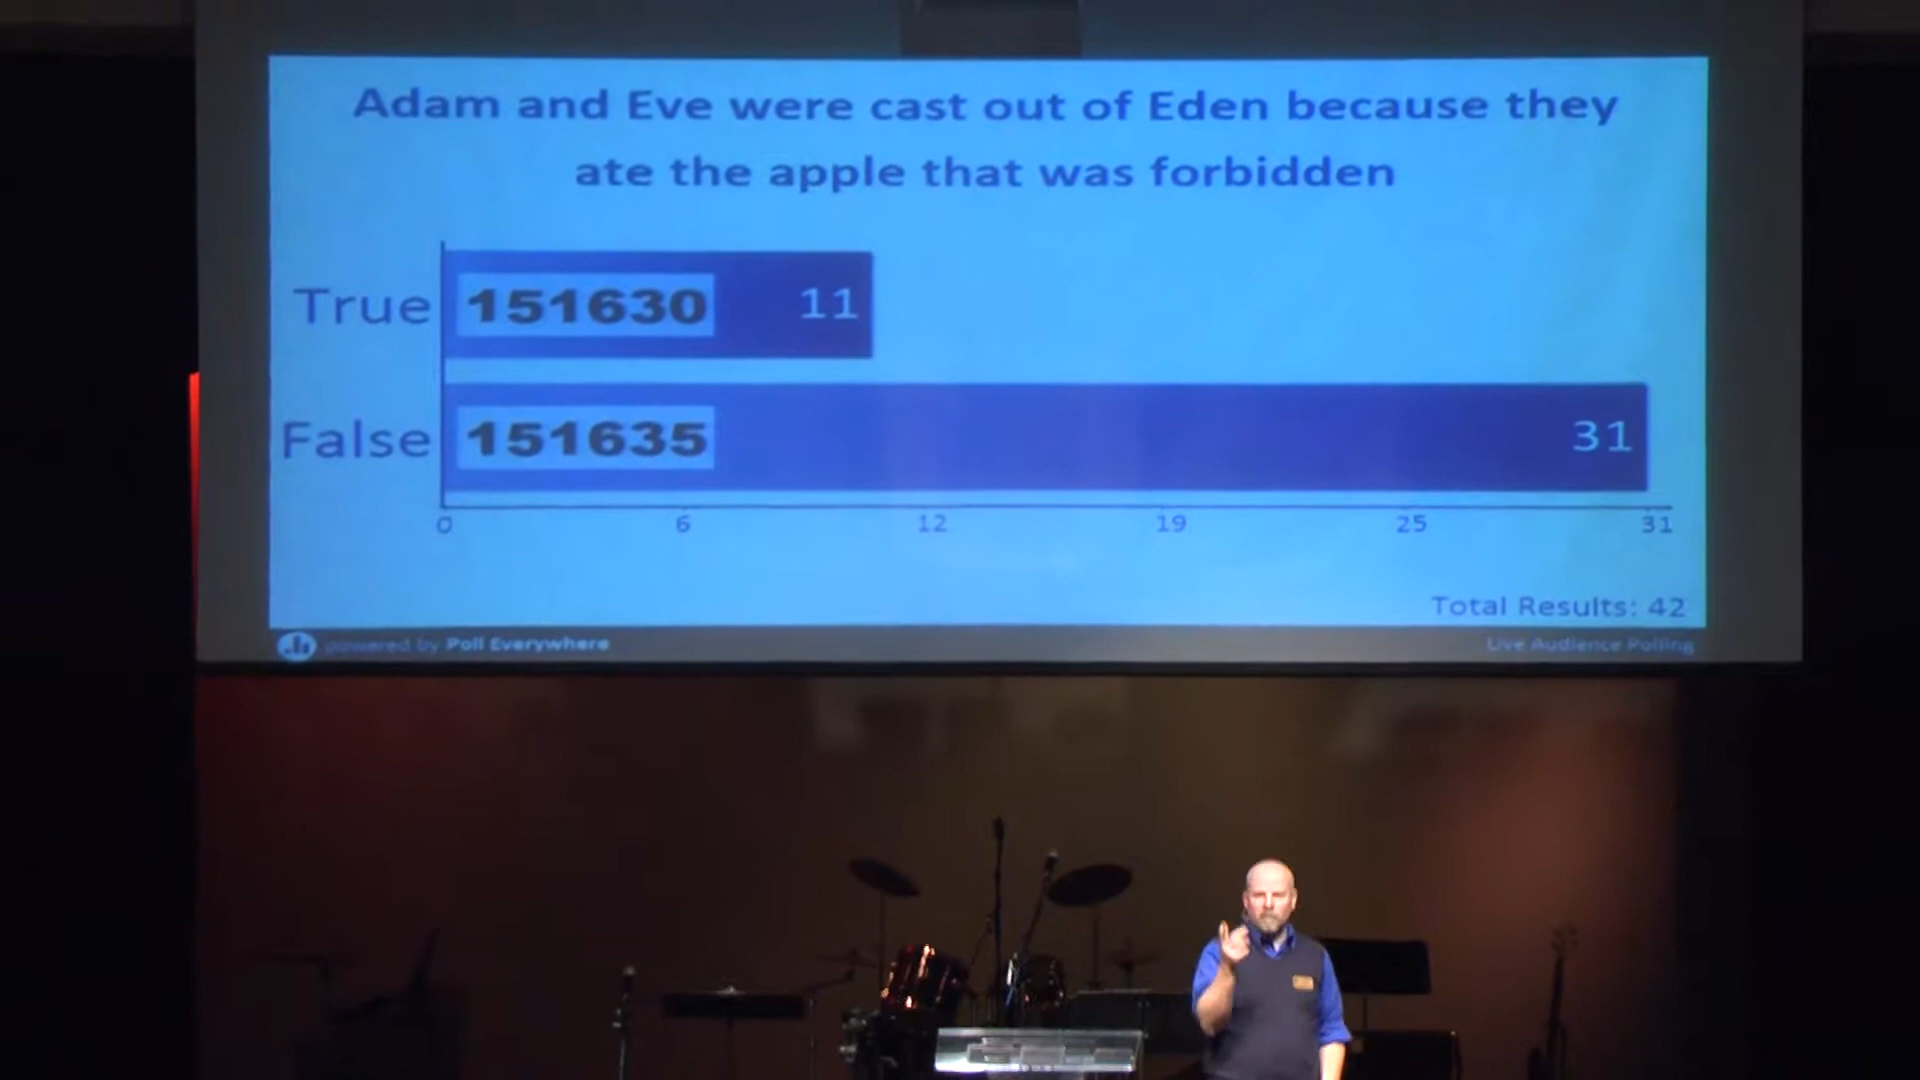 Adam and Eve were cast out of Eden because they
ate the apple that was forbidden
True 151630 11
False 151635 31
0 6 12 19 25 31
Total Results: 42
powered by Poll Everywhere Live Audience Polling